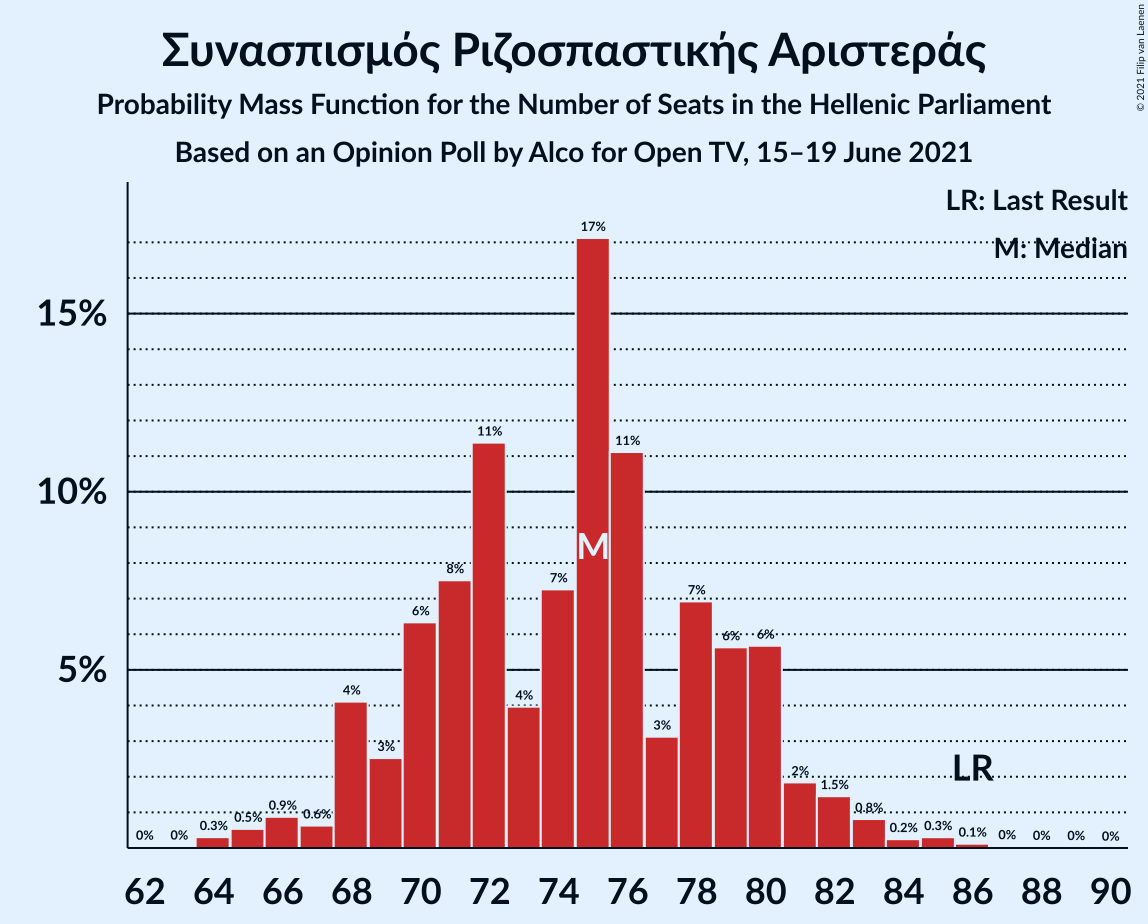 Συνασπισμός Ριζοσπαστικής Αριστεράς
Probability Mass Function for the Number of Seats in the Hellenic Parliament
Based on an Opinion Poll by Alco for Open TV, 15–19 June 2021
© 2021 Filip van Laenen
LR: Last Result
M: Median
15%
10%
5%
0% 0% 0.3% 0.5% 0.9% 0.6% 4% 3% 6% 8% 11% 4% 7% 17% 11% 3% 7% 6% 6% 2% 1.5% 0.8% 0.2% 0.3% 0.1% 0% 0% 0% 0%
M
LR
62 64 66 68 70 72 74 76 78 80 82 84 86 88 90